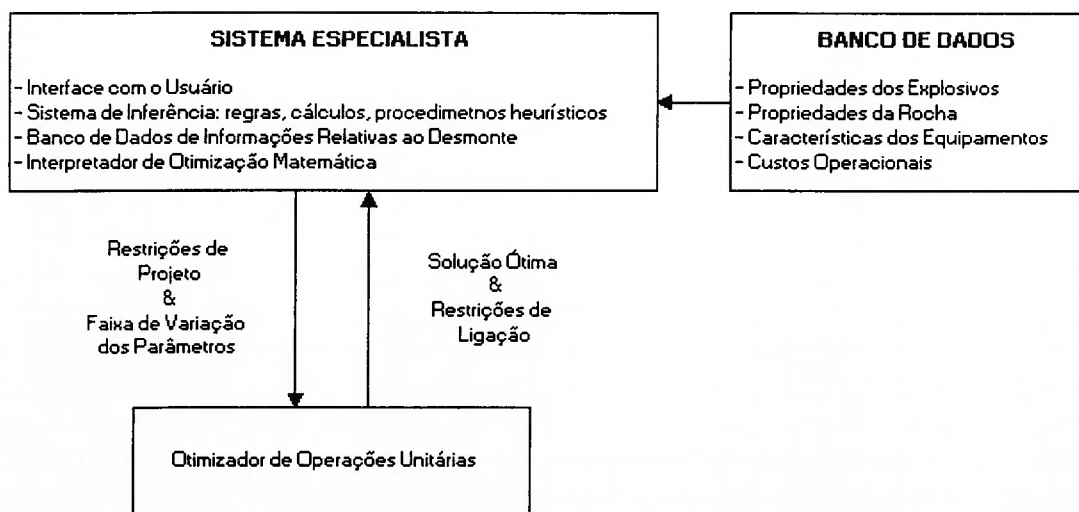 SISTEMA ESPECIALISTA
- Interface com o Usuário
- Sistema de Inferência: regras, cálculos, procedimetnos heurísticos
- Banco de Dados de Informações Relativas ao Desmonte
- Interpretador de Otimização Matemática
BANCO DE DADOS
- Propriedades dos Explosivos
- Propriedades da Rocha
- Características dos Equipamentos
- Custos Operacionais
Restrições de
Projeto
&
Faixa de Variação
dos Parâmetros
Solução Ótima
&
Restrições de
Ligação
Otimizador de Operações Unitárias